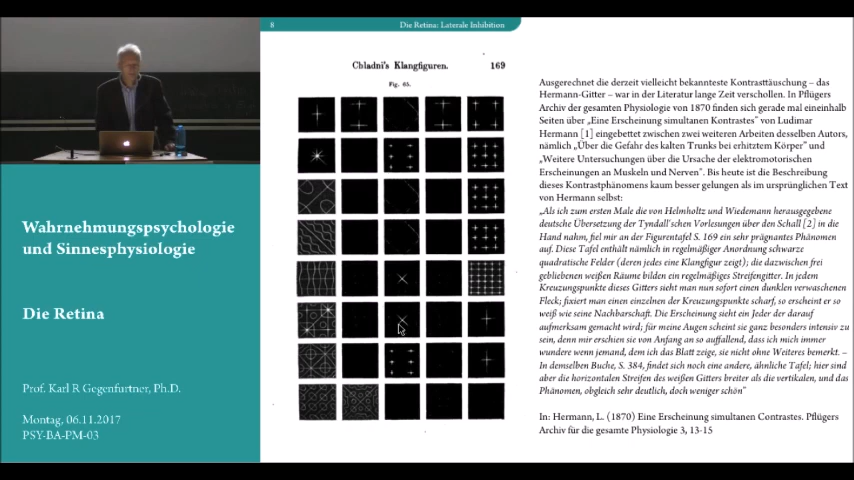 8
Die Retina: Laterale Inhibition
Wahrnehmungspsychologie
und Sinnesphysiologie
Die Retina
Prof. Karl R Gegenfurtner, Ph.D.
Montag, 06.11.2017
PSY-BA-PM-03
Chladni's Klangfiguren.
169
Fig. 65.
Ausgerechnet die derzeit vielleicht bekannteste Kontrasttäuschung – das
Hermann-Gitter – war in der Literatur lange Zeit verschollen. In Pflügers
Archiv der gesamten Physiologie von 1870 finden sich gerade mal eineinhalb
Seiten über „Eine Erscheinung simultanen Kontrastes" von Ludimar
Hermann [1] eingebettet zwischen zwei weiteren Arbeiten desselben Autors,
nämlich „Über die Gefahr des kalten Trunks bei erhitztem Körper" und
„Weitere Untersuchungen über die Ursache der elektromotorischen
Erscheinungen an Muskeln und Nerven". Bis heute ist die Beschreibung
dieses Kontrastphänomens kaum besser gelungen als im ursprünglichen Text
von Hermann selbst:
„Als ich zum ersten Male die von Helmholtz und Wiedemann herausgegebene
deutsche Übersetzung der Tyndall'schen Vorlesungen über den Schall [2] in die
Hand nahm, fiel mir an der Figurentafel S. 169 ein sehr prägnantes Phänomen
auf. Diese Tafel enthält nämlich in regelmäßiger Anordnung schwarze
quadratische Felder (deren jedes eine Klangfigur zeigt); die dazwischen frei
gebliebenen weißen Räume bilden ein regelmäßiges Streifengitter. In jedem
Kreuzungspunkte dieses Gitters sieht man nun sofort einen dunklen verwaschenen
Fleck; fixiert man einen einzelnen der Kreuzungspunkte scharf, so erscheint er so
weiß wie seine Nachbarschaft. Die Erscheinung sieht ein Jeder der darauf
aufmerksam gemacht wird; für meine Augen scheint sie ganz besonders intensiv zu
sein, denn mir erschien sie von Anfang an so auffallend, dass ich mich immer
wundere wenn jemand, dem ich das Blatt zeige, sie nicht ohne Weiteres bemerkt. –
In demselben Buche, S. 384, findet sich noch eine andere, ähnliche Tafel; hier sind
aber die horizontalen Streifen des weißen Gitters breiter als die vertikalen, und das
Phänomen, obgleich sehr deutlich, doch weniger schön"
In: Hermann, L. (1870) Eine Erscheinung simultanen Contrastes. Pflügers
Archiv für die gesamte Physiologie 3, 13-15